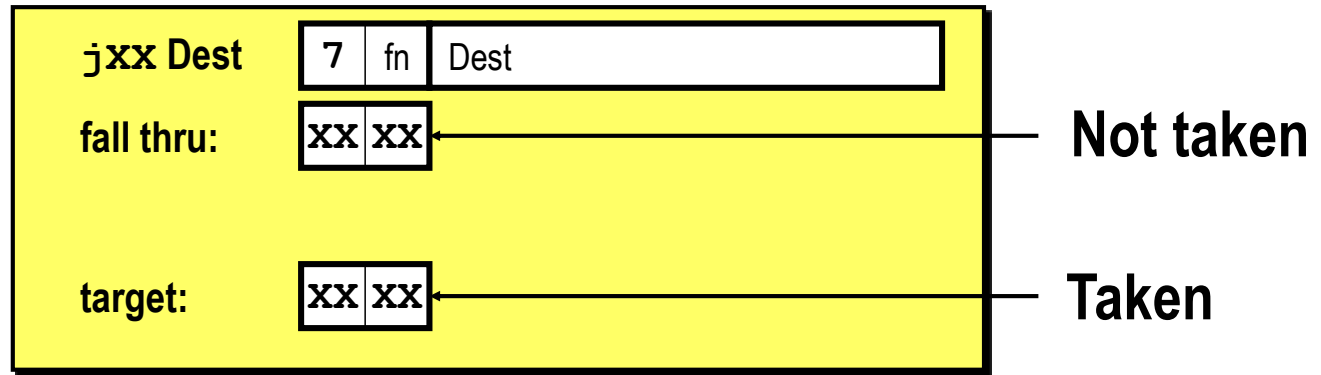 jXX Dest 7 fn Dest
fall thru: XX XX Not taken
target: XX XX Taken